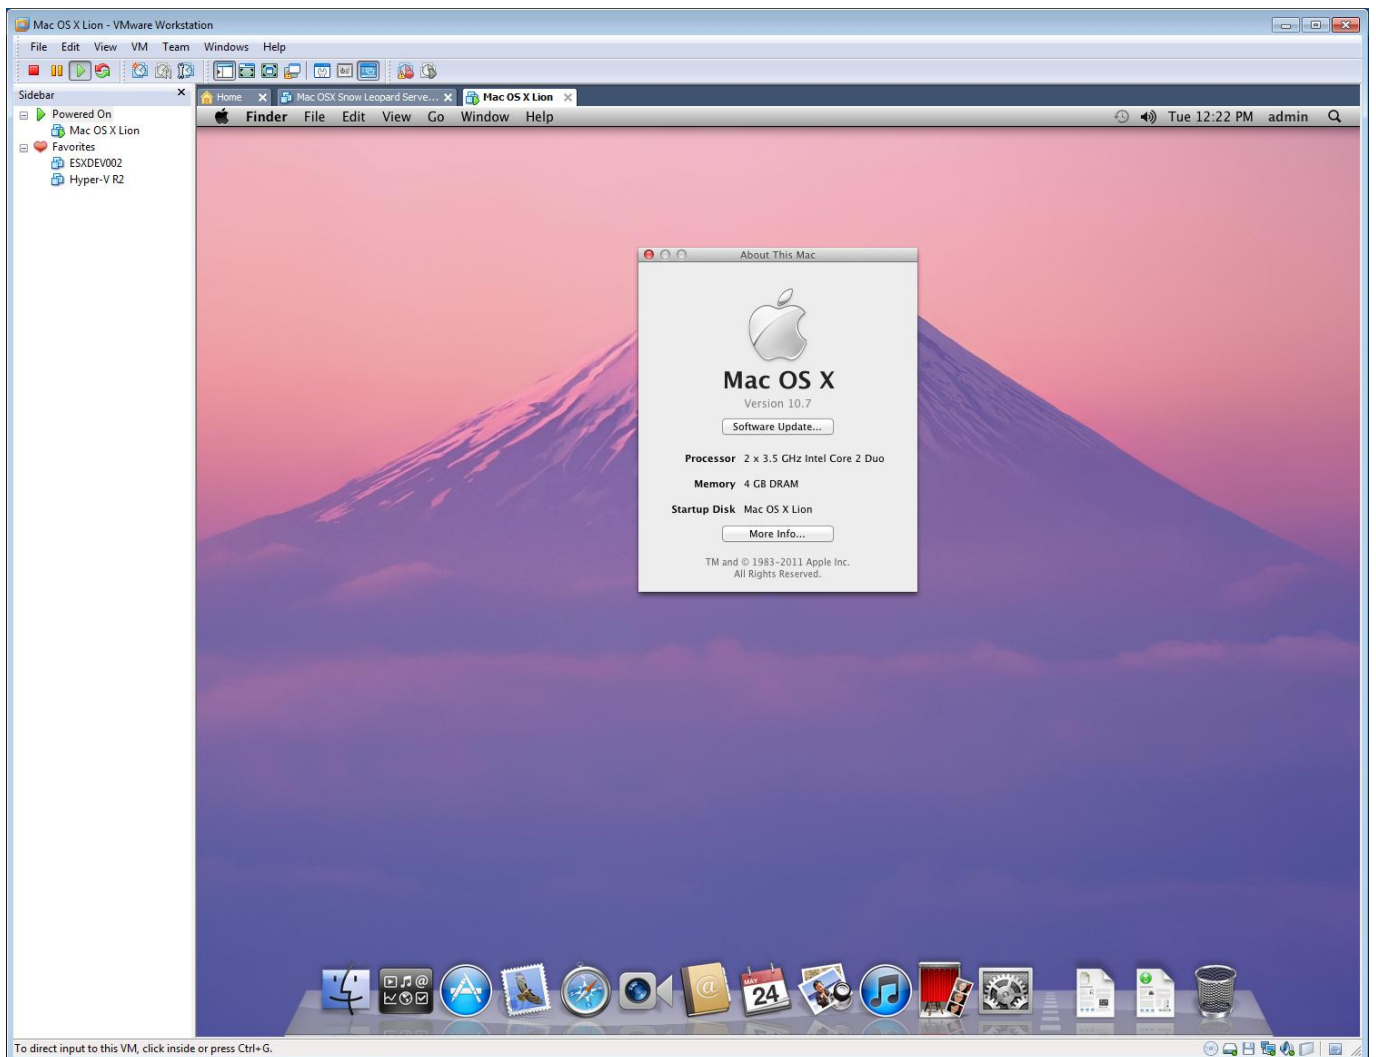 Mac OS X Lion - VMware Workstation
File Edit View VM Team Windows Help
Sidebar
Powered On
Mac OS X Lion
Favorites
ESXDEV002
Hyper-V R2
Home Mac OSX Snow Leopard Serve... Mac OS X Lion
Finder File Edit View Go Window Help Tue 12:22 PM admin
About This Mac
Mac OS X
Version 10.7
Software Update...
Processor 2 x 3.5 GHz Intel Core 2 Duo
Memory 4 GB DRAM
Startup Disk Mac OS X Lion
More Info...
TM and © 1983-2011 Apple Inc.
All Rights Reserved.
MAY
24
To direct input to this VM, click inside or press Ctrl+G.